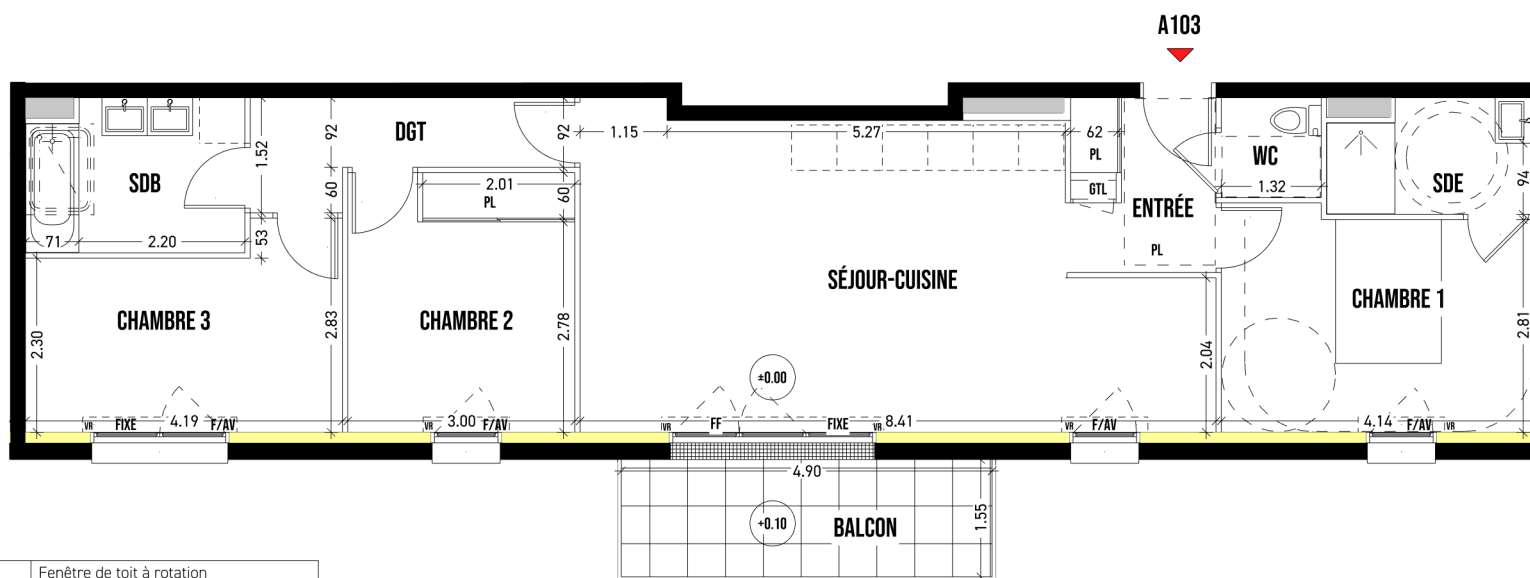 A103
DGT
92
92
1.15
5.27
62
PL
WC
1.52
SDB
60
2.01
PL
60
GTL
1.32
SDE
94
ENTRÉE
71
2.20
53
PL
SÉJOUR-CUISINE
CHAMBRE 3
CHAMBRE 2
CHAMBRE 1
2.30
2.83
2.78
2.04
2.81
±0.00
VR FIXE 4.19 F/AV
VR 3.00 F/AV
VR FF FIXE VR 8.41
VR F/AV
4.14 F/AV VR
4.90
+0.10
BALCON
1.55
Fenêtre de toit à rotation